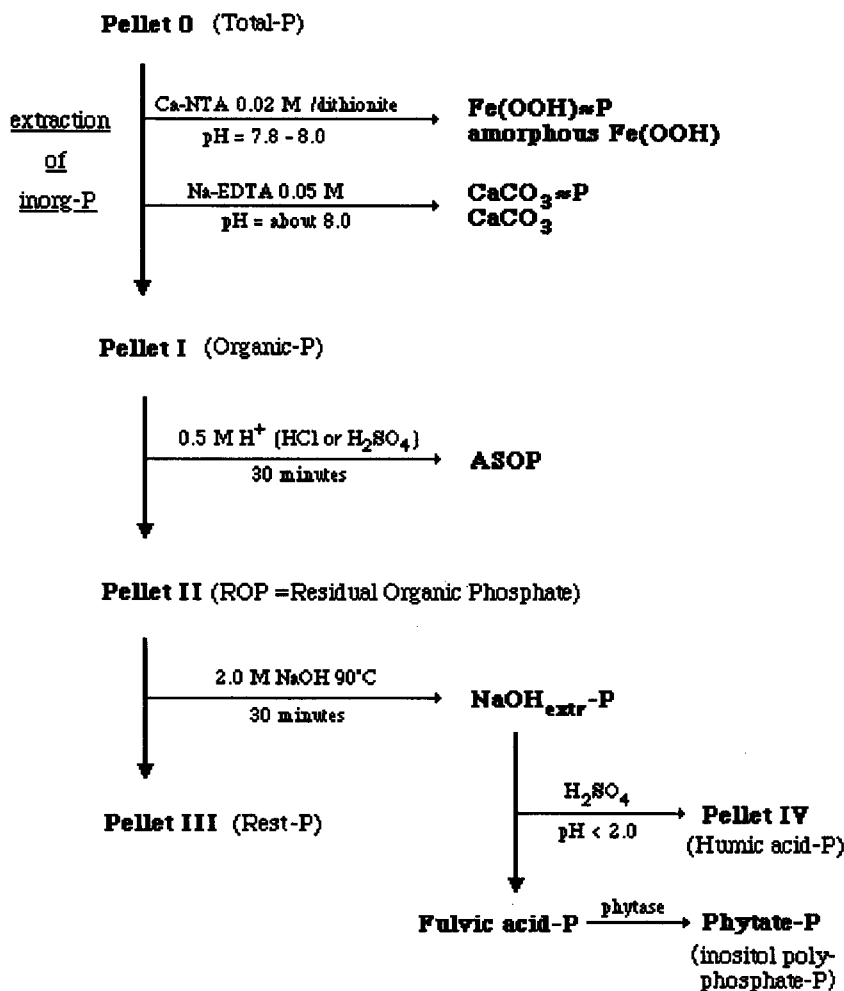 Pellet 0 (Total-P)
extraction
of
inorg-P
Ca-NTA 0.02 M /dithionite
pH = 7.8 - 8.0
Fe(OOH)≈P
amorphous Fe(OOH)
Na-EDTA 0.05 M
pH = about 8.0
CaCO3≈P
CaCO3
Pellet I (Organic-P)
0.5 M H+ (HCl or H2SO4)
30 minutes
ASOP
Pellet II (ROP =Residual Organic Phosphate)
2.0 M NaOH 90°C
30 minutes
NaOHextr-P
Pellet III (Rest-P)
H2SO4
pH < 2.0
Pellet IV
(Humic acid-P)
Fulvic acid-P
phytase
Phytate-P
(inositol poly-
phosphate-P)